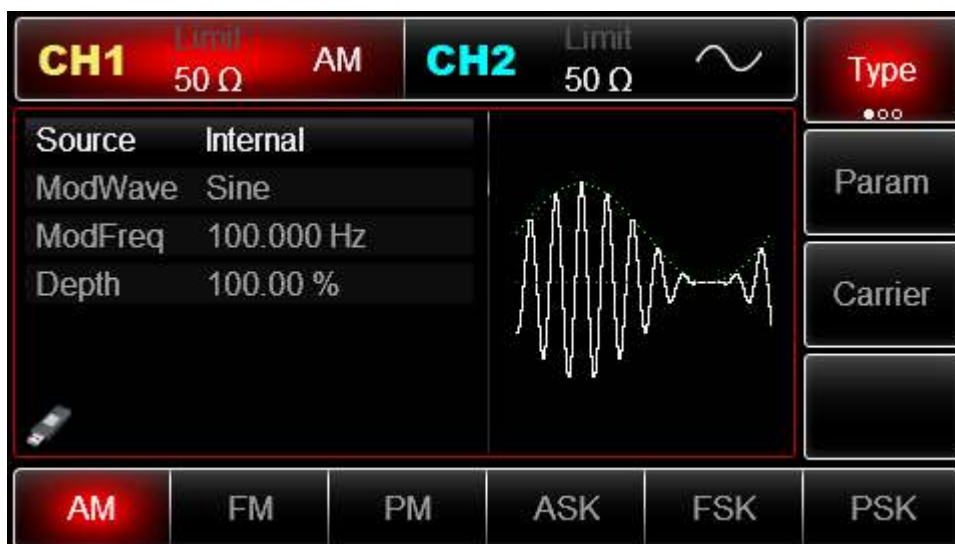 CH1 Limit 50 Ω AM CH2 Limit 50 Ω Type
Source Internal
ModWave Sine
ModFreq 100.000 Hz
Depth 100.00 %
Param
Carrier
AM FM PM ASK FSK PSK